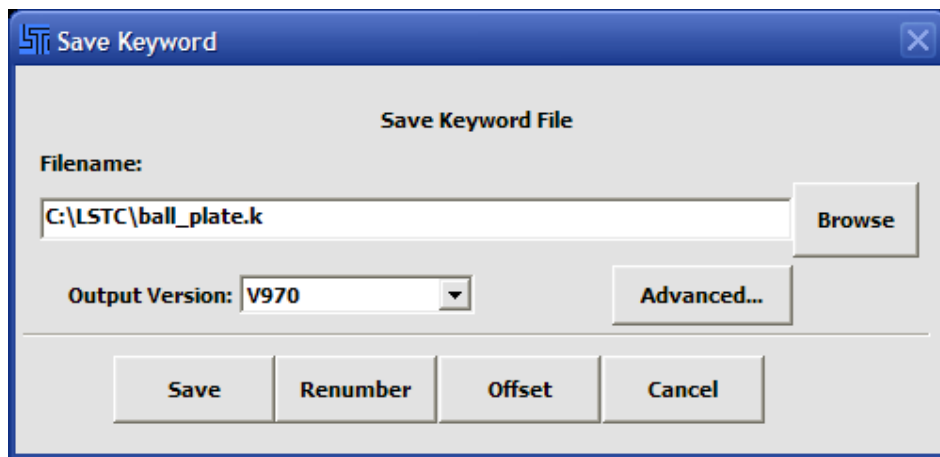 Save Keyword
Save Keyword File
Filename:
C:\LSTC\ball_plate.k
Browse
Output Version: V970
Advanced...
Save Renumber Offset Cancel